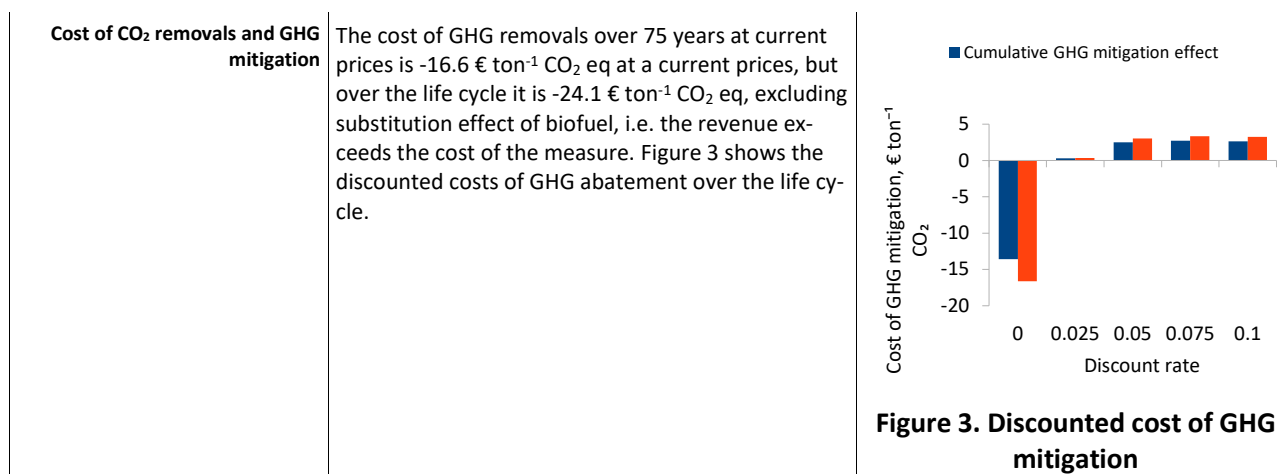 Cost of CO₂ removals and GHG
mitigation
The cost of GHG removals over 75 years at current
prices is -16.6 € ton⁻¹ CO₂ eq at a current prices, but
over the life cycle it is -24.1 € ton⁻¹ CO₂ eq, excluding
substitution effect of biofuel, i.e. the revenue ex-
ceeds the cost of the measure. Figure 3 shows the
discounted costs of GHG abatement over the life cy-
cle.
Cumulative GHG mitigation effect
Cost of GHG mitigation, € ton⁻¹
CO₂
5
0
-5
-10
-15
-20
0 0.025 0.05 0.075 0.1
Discount rate
Figure 3. Discounted cost of GHG
mitigation